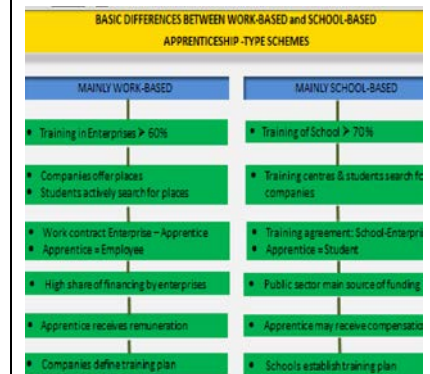 BASIC DIFFERENCES BETWEEN WORK-BASED and SCHOOL-BASED
APPRENTICESHIP -TYPE SCHEMES
MAINLY WORK-BASED
• Training in Enterprises > 60%
• Companies offer places
• Students actively search for places
• Work contract Enterprise – Apprentice
• Apprentice = Employee
• High share of financing by enterprises
• Apprentice receives remuneration
• Companies define training plan
MAINLY SCHOOL-BASED
• Training of School > 70%
• Training centres & students search fo
companies
• Training agreement: School-Enterpri
• Apprentice = Student
• Public sector main source of funding
• Apprentice may receive compensatio
• Schools establish training plan